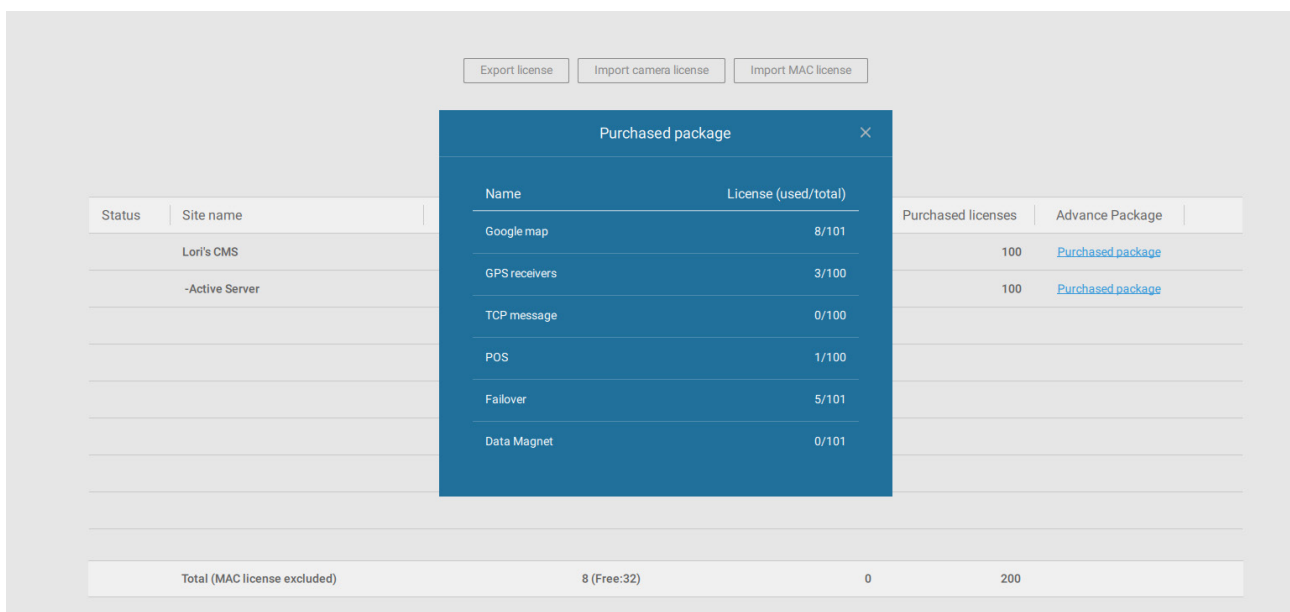 Export license Import camera license Import MAC license
Purchased package ×
Name License (used/total)
Status Site name Purchased licenses Advance Package
Google map 8/101
Lori's CMS 100 Purchased package
GPS receivers 3/100
-Active Server 100 Purchased package
TCP message 0/100
POS 1/100
Failover 5/101
Data Magnet 0/101
Total (MAC license excluded) 8 (Free:32) 0 200